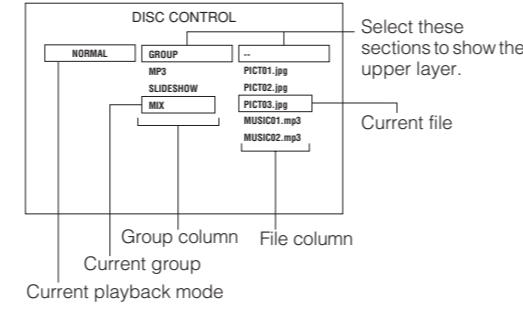 DISC CONTROL
NORMAL GROUP --
MP3 PICT01.jpg
SLIDESHOW PICT02.jpg
MIX PICT03.jpg
MUSIC01.mp3
MUSIC02.mp3
Select these
sections to show the
upper layer.
Current file
Group column File column
Current group
Current playback mode